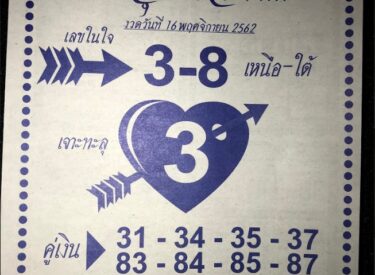 งวดวันที่ 16 พฤศจิกายน 2562
เลขในใจ
3-8 เหนือ-ใต้
เจาะทะลุ
3
คู่เงิน 31 - 34 - 35 - 37
83 - 84 - 85 - 87